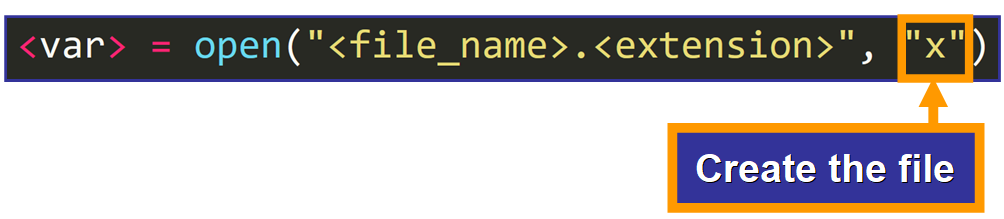 <var> = open("<file_name>.<extension>", "x")
Create the file